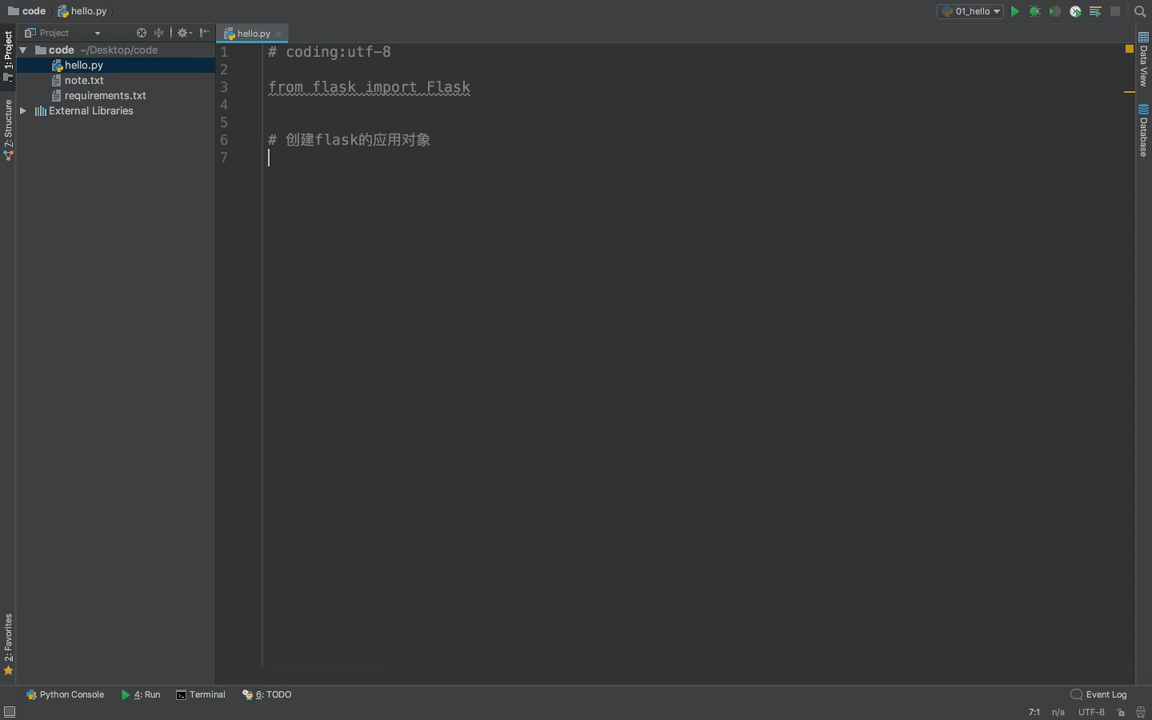 code
hello.py
01_hello
Project
hello.py
1: Project
code ~/Desktop/code
hello.py
note.txt
requirements.txt
External Libraries
Z: Structure
2: Favorites
1 # coding:utf-8
2
3 from flask import Flask
4
5
6 # 创建flask的应用对象
7
Data View
Database
Python Console
4: Run
Terminal
6: TODO
Event Log
7:1
n/a
UTF-8